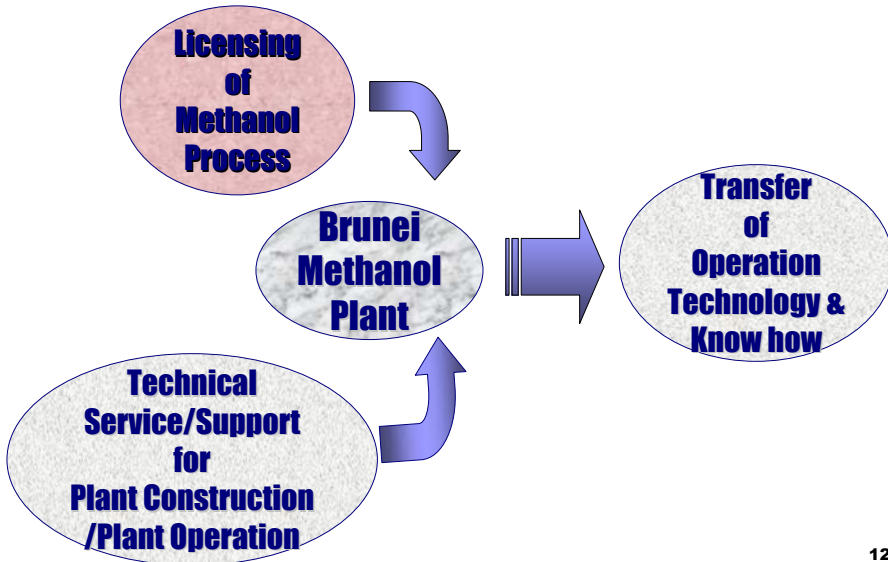 Licensing
of
Methanol
Process
Brunei
Methanol
Plant
Transfer
of
Operation
Technology &
Know how
Technical
Service/Support
for
Plant Construction
/Plant Operation
12